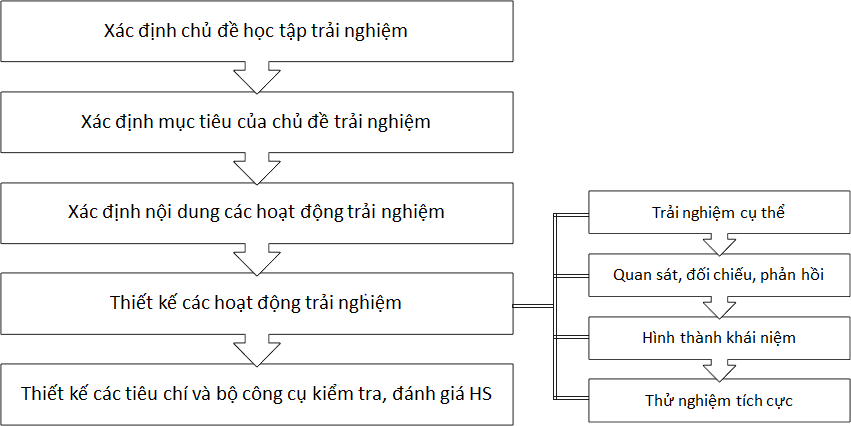 Xác định chủ đề học tập trải nghiệm
Xác định mục tiêu của chủ đề trải nghiệm
Xác định nội dung các hoạt động trải nghiệm
Thiết kế các hoạt động trải nghiệm
Thiết kế các tiêu chí và bộ công cụ kiểm tra, đánh giá HS
Trải nghiệm cụ thể
Quan sát, đối chiếu, phản hồi
Hình thành khái niệm
Thử nghiệm tích cực